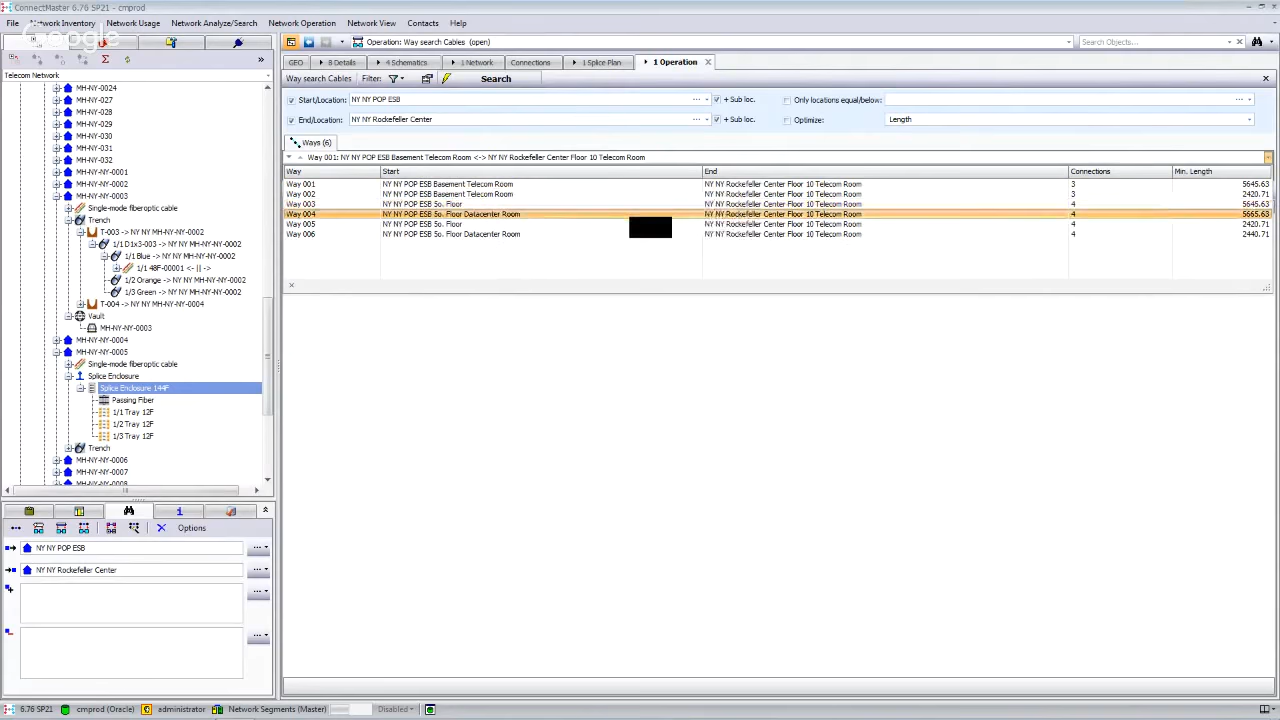 ConnectMaster 6.76 SP21 - cmprod
File Network Inventory Network Usage Network Analyze/Search Network Operation Network View Contacts Help
Google
Operation: Way search Cables (open)
Search Objects...
Telecom Network
GEO 8 Details 4 Schematics 1 Network Connections 1 Splice Plan 1 Operation
Way search Cables Filter: Search
Start/Location: NY NY POP ESB + Sub loc. Only locations equal/below:
End/Location: NY NY Rockefeller Center + Sub loc. Optimize: Length
Ways (6)
Way 001: NY NY POP ESB Basement Telecom Room <-> NY NY Rockefeller Center Floor 10 Telecom Room
Way Start End Connections Min. Length
Way 001 NY NY POP ESB Basement Telecom Room NY NY Rockefeller Center Floor 10 Telecom Room 3 5645.63
Way 002 NY NY POP ESB Basement Telecom Room NY NY Rockefeller Center Floor 10 Telecom Room 3 2420.71
Way 003 NY NY POP ESB 5o. Floor NY NY Rockefeller Center Floor 10 Telecom Room 4 5645.63
Way 004 NY NY POP ESB 5o. Floor Datacenter Room NY NY Rockefeller Center Floor 10 Telecom Room 4 5665.63
Way 005 NY NY POP ESB 5o. Floor NY NY Rockefeller Center Floor 10 Telecom Room 4 2420.71
Way 006 NY NY POP ESB 5o. Floor Datacenter Room NY NY Rockefeller Center Floor 10 Telecom Room 4 2440.71
MH-NY-0024
MH-NY-027
MH-NY-028
MH-NY-029
MH-NY-030
MH-NY-031
MH-NY-032
MH-NY-NY-0001
MH-NY-NY-0002
MH-NY-NY-0003
Single-mode fiberoptic cable
Trench
T-003 -> NY NY MH-NY-NY-0002
1/1 D1x3-003 -> NY NY MH-NY-NY-0002
1/1 Blue -> NY NY MH-NY-NY-0002
1/1 48F-00001 <- || ->
1/2 Orange -> NY NY MH-NY-NY-0002
1/3 Green -> NY NY MH-NY-NY-0002
T-004 -> NY NY MH-NY-NY-0004
Vault
MH-NY-NY-0003
MH-NY-NY-0004
MH-NY-NY-0005
Single-mode fiberoptic cable
Splice Enclosure
Splice Enclosure 144F
Passing Fiber
1/1 Tray 12F
1/2 Tray 12F
1/3 Tray 12F
Trench
MH-NY-NY-0006
MH-NY-NY-0007
MH-NY-NY-0008
Options
NY NY POP ESB
NY NY Rockefeller Center
6.76 SP21 cmprod (Oracle) administrator Network Segments (Master) Disabled